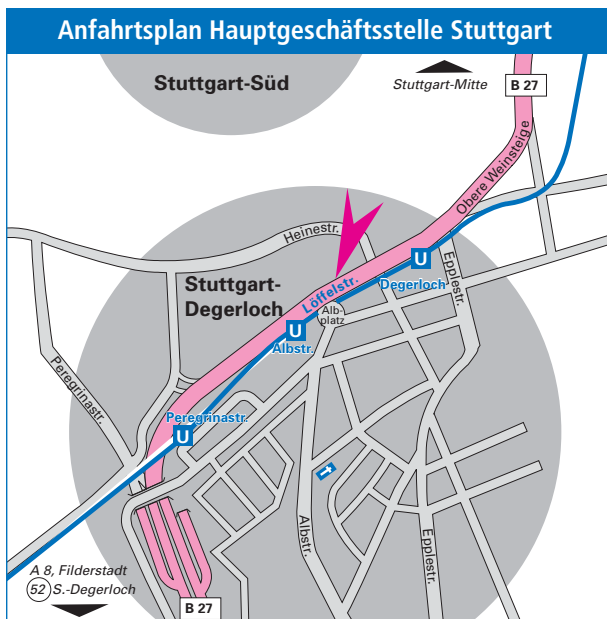 Anfahrtsplan Hauptgeschäftsstelle Stuttgart
Stuttgart-Süd
Stuttgart-Mitte
B 27
Obere Weinsteige
Heinestr.
Epplestr.
U
Degerloch
Stuttgart-
Degerloch
Löffelstr.
Alb-
platz
U
Albstr.
Peregrinastr.
Peregrinastr.
U
Albstr.
Epplestr.
A 8, Filderstadt
52 S.-Degerloch
B 27